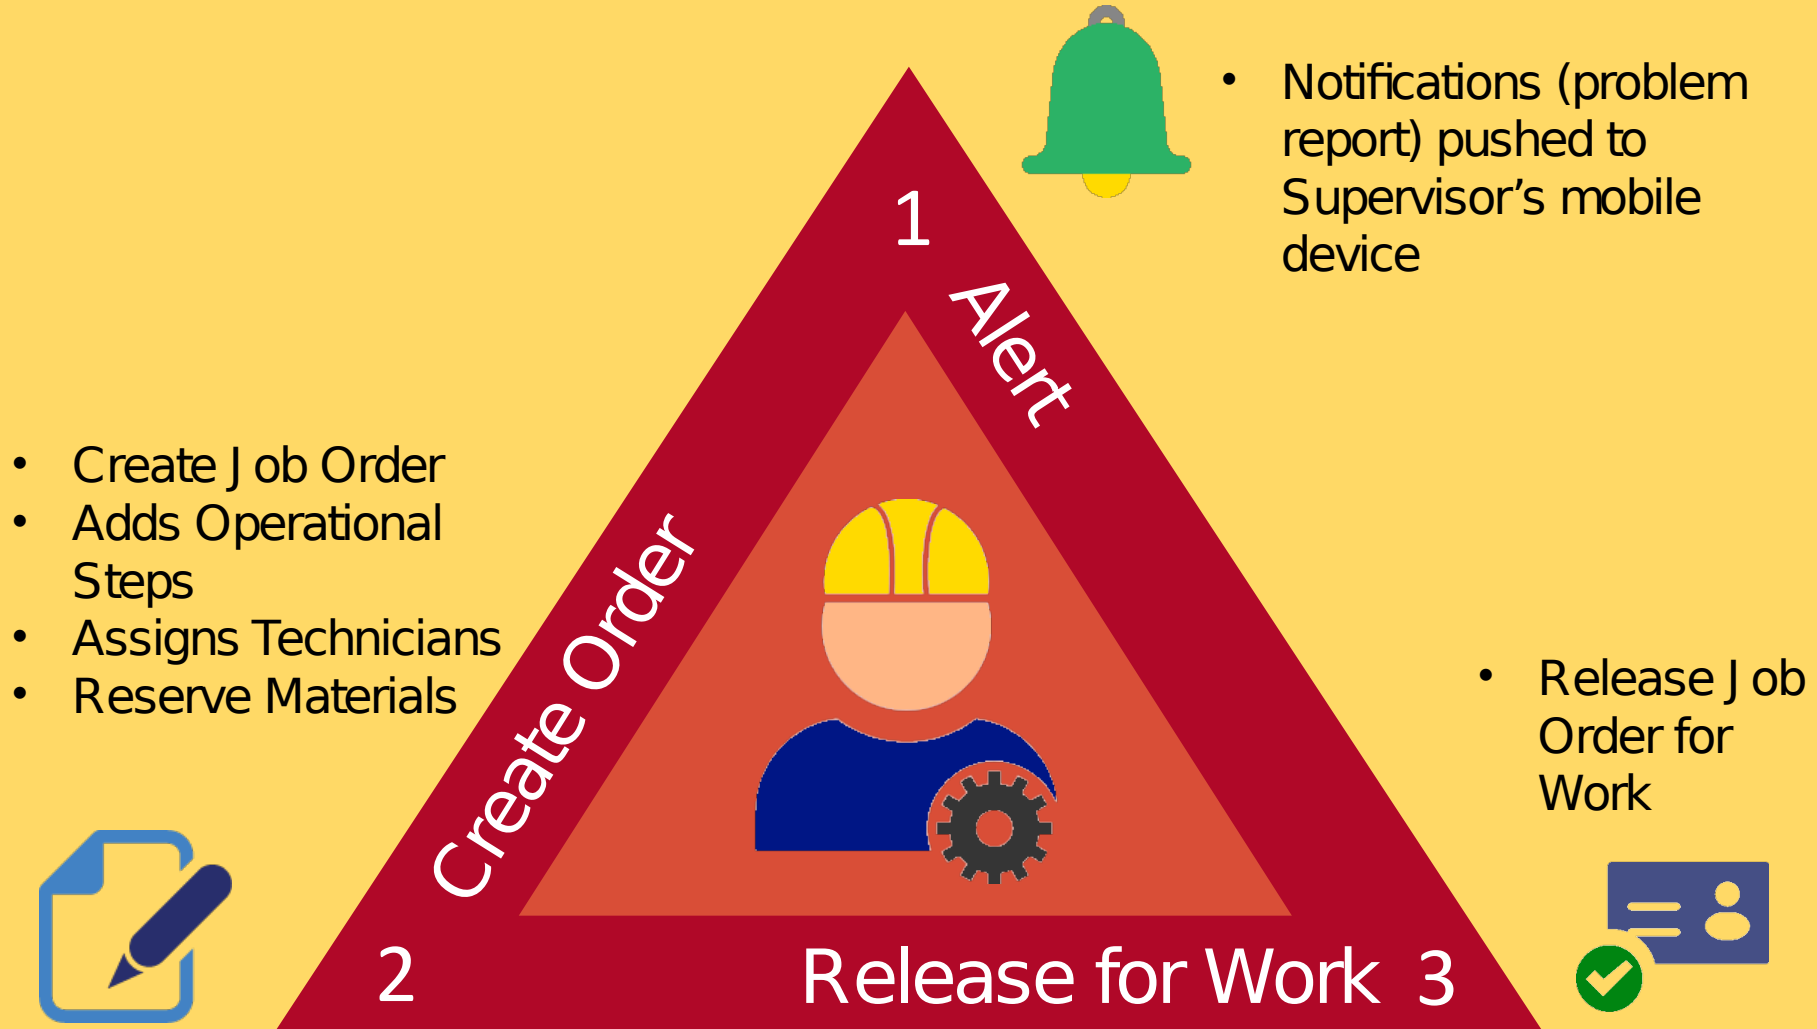 • Notifications (problem
report) pushed to
Supervisor’s mobile
device
1
Alert
• Create Job Order
• Adds Operational
Steps
• Assigns Technicians
• Reserve Materials
Create Order
2
• Release Job
Order for
Work
Release for Work 3